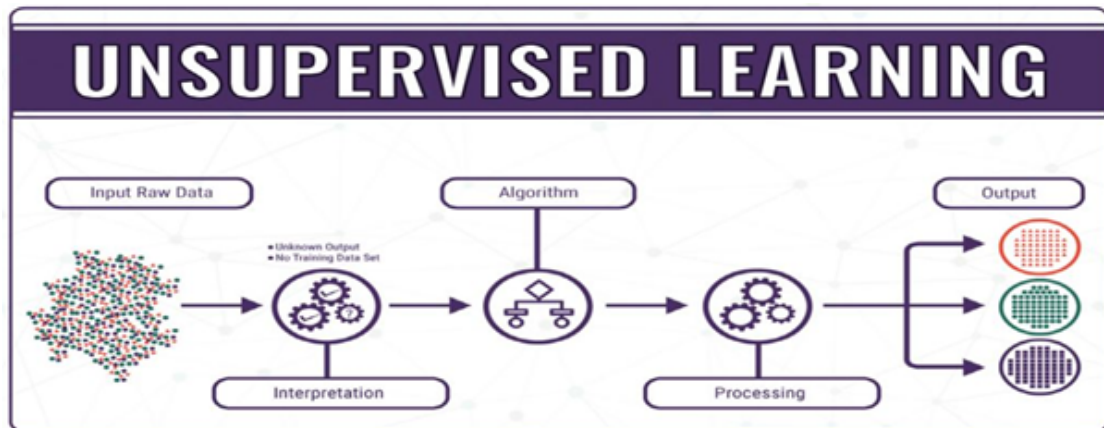 UNSUPERVISED LEARNING
Input Raw Data
Algorithm
Output
• Unknown Output
• No Training Data Set
?
Interpretation
Processing